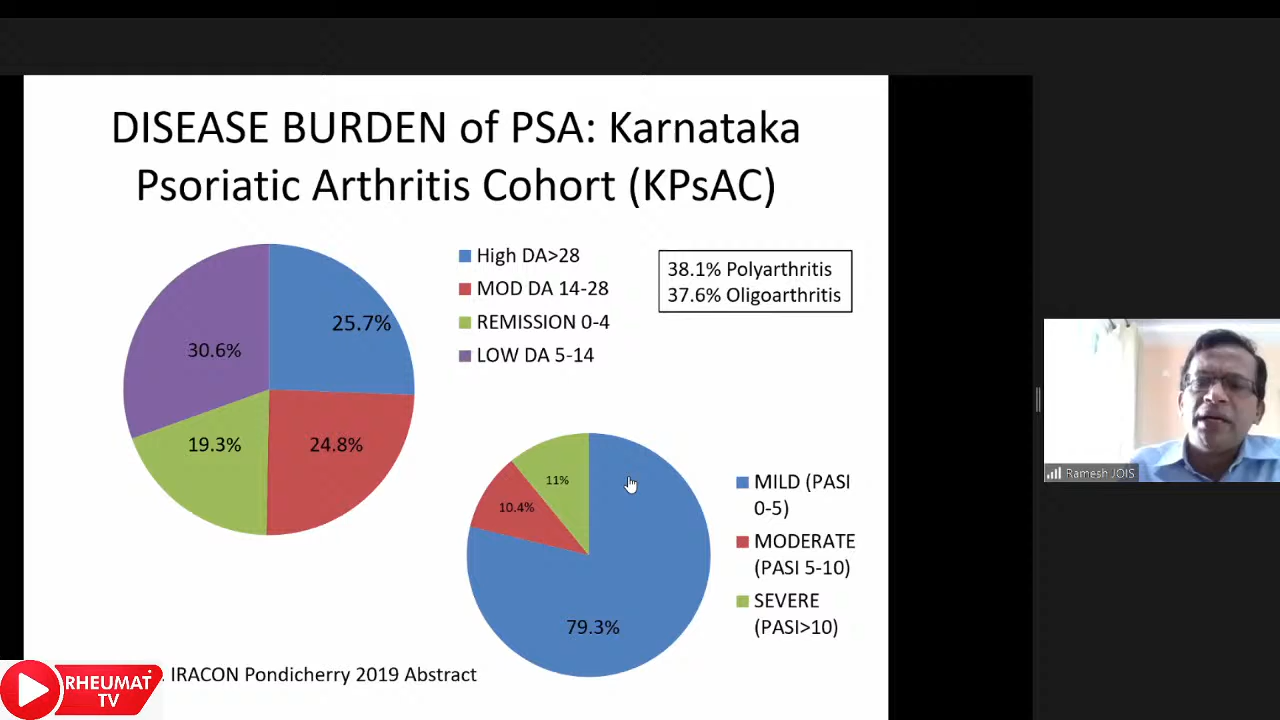 DISEASE BURDEN of PSA: Karnataka
Psoriatic Arthritis Cohort (KPsAC)
High DA>28
MOD DA 14-28
REMISSION 0-4
LOW DA 5-14
38.1% Polyarthritis
37.6% Oligoarthritis
25.7%
30.6%
19.3%
24.8%
11%
10.4%
79.3%
MILD (PASI
0-5)
MODERATE
(PASI 5-10)
SEVERE
(PASI>10)
Ramesh JOIS
IRACON Pondicherry 2019 Abstract
RHEUMAT
TV